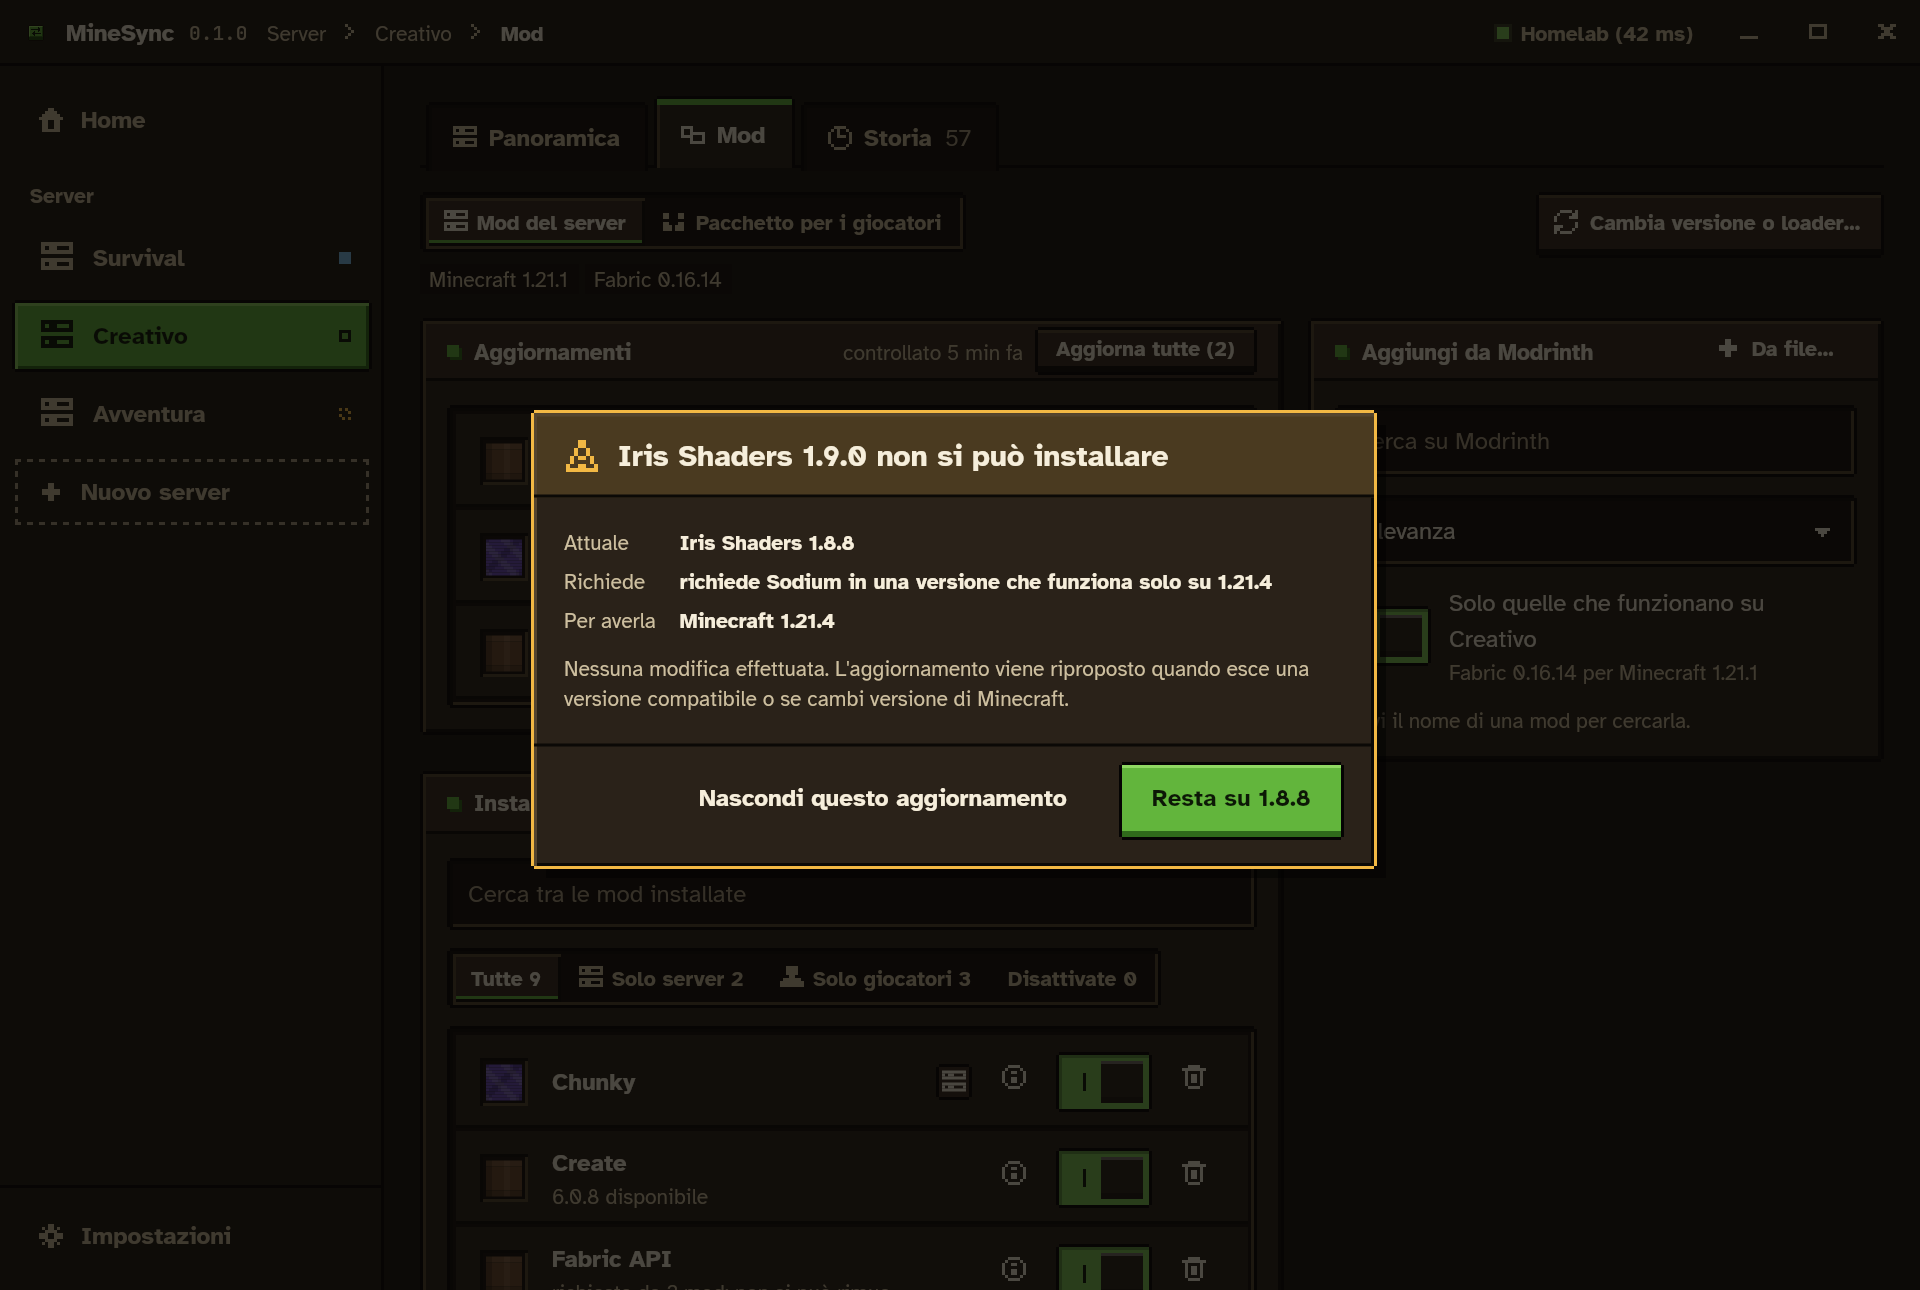 MineSync 0.1.0 Server Creativo Mod
Homelab (42 ms)
Home
Server
Survival
Creativo
Avventura
Nuovo server
Impostazioni
Panoramica
Mod
Storia 57
Mod del server
Pacchetto per i giocatori
Cambia versione o loader...
Minecraft 1.21.1
Fabric 0.16.14
Aggiornamenti
controllato 5 min fa
Aggiorna tutte (2)
Aggiungi da Modrinth
Da file...
erca su Modrinth
levanza
Solo quelle che funzionano su
Creativo
Fabric 0.16.14 per Minecraft 1.21.1
il nome di una mod per cercarla.
Iris Shaders 1.9.0 non si può installare
Attuale Iris Shaders 1.8.8
Richiede richiede Sodium in una versione che funziona solo su 1.21.4
Per averla Minecraft 1.21.4
Nessuna modifica effettuata. L'aggiornamento viene riproposto quando esce una
versione compatibile o se cambi versione di Minecraft.
Nascondi questo aggiornamento
Resta su 1.8.8
Insta
Cerca tra le mod installate
Tutte 9
Solo server 2
Solo giocatori 3
Disattivate 0
Chunky
Create
6.0.8 disponibile
Fabric API